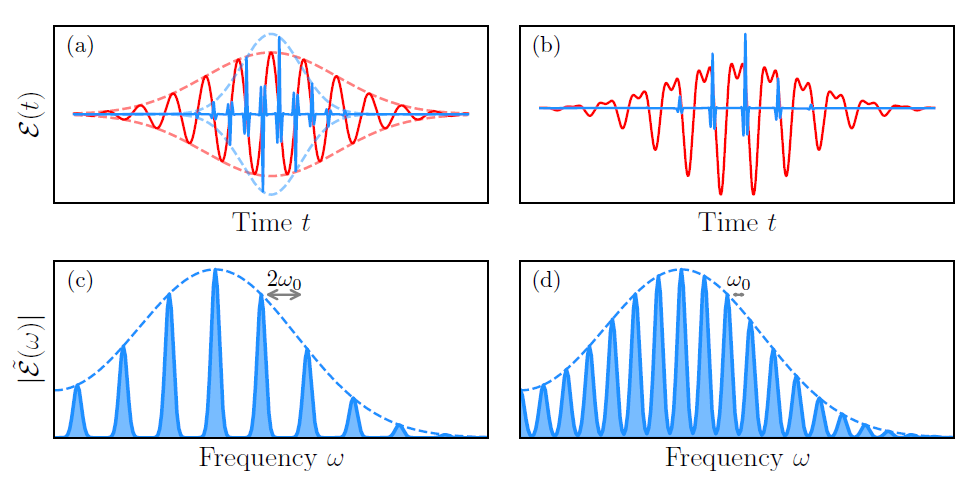 (a)
ℰ(t)
Time t
(b)
Time t
(c)
2ω₀
|ℰ̃(ω)|
Frequency ω
(d)
ω₀
Frequency ω